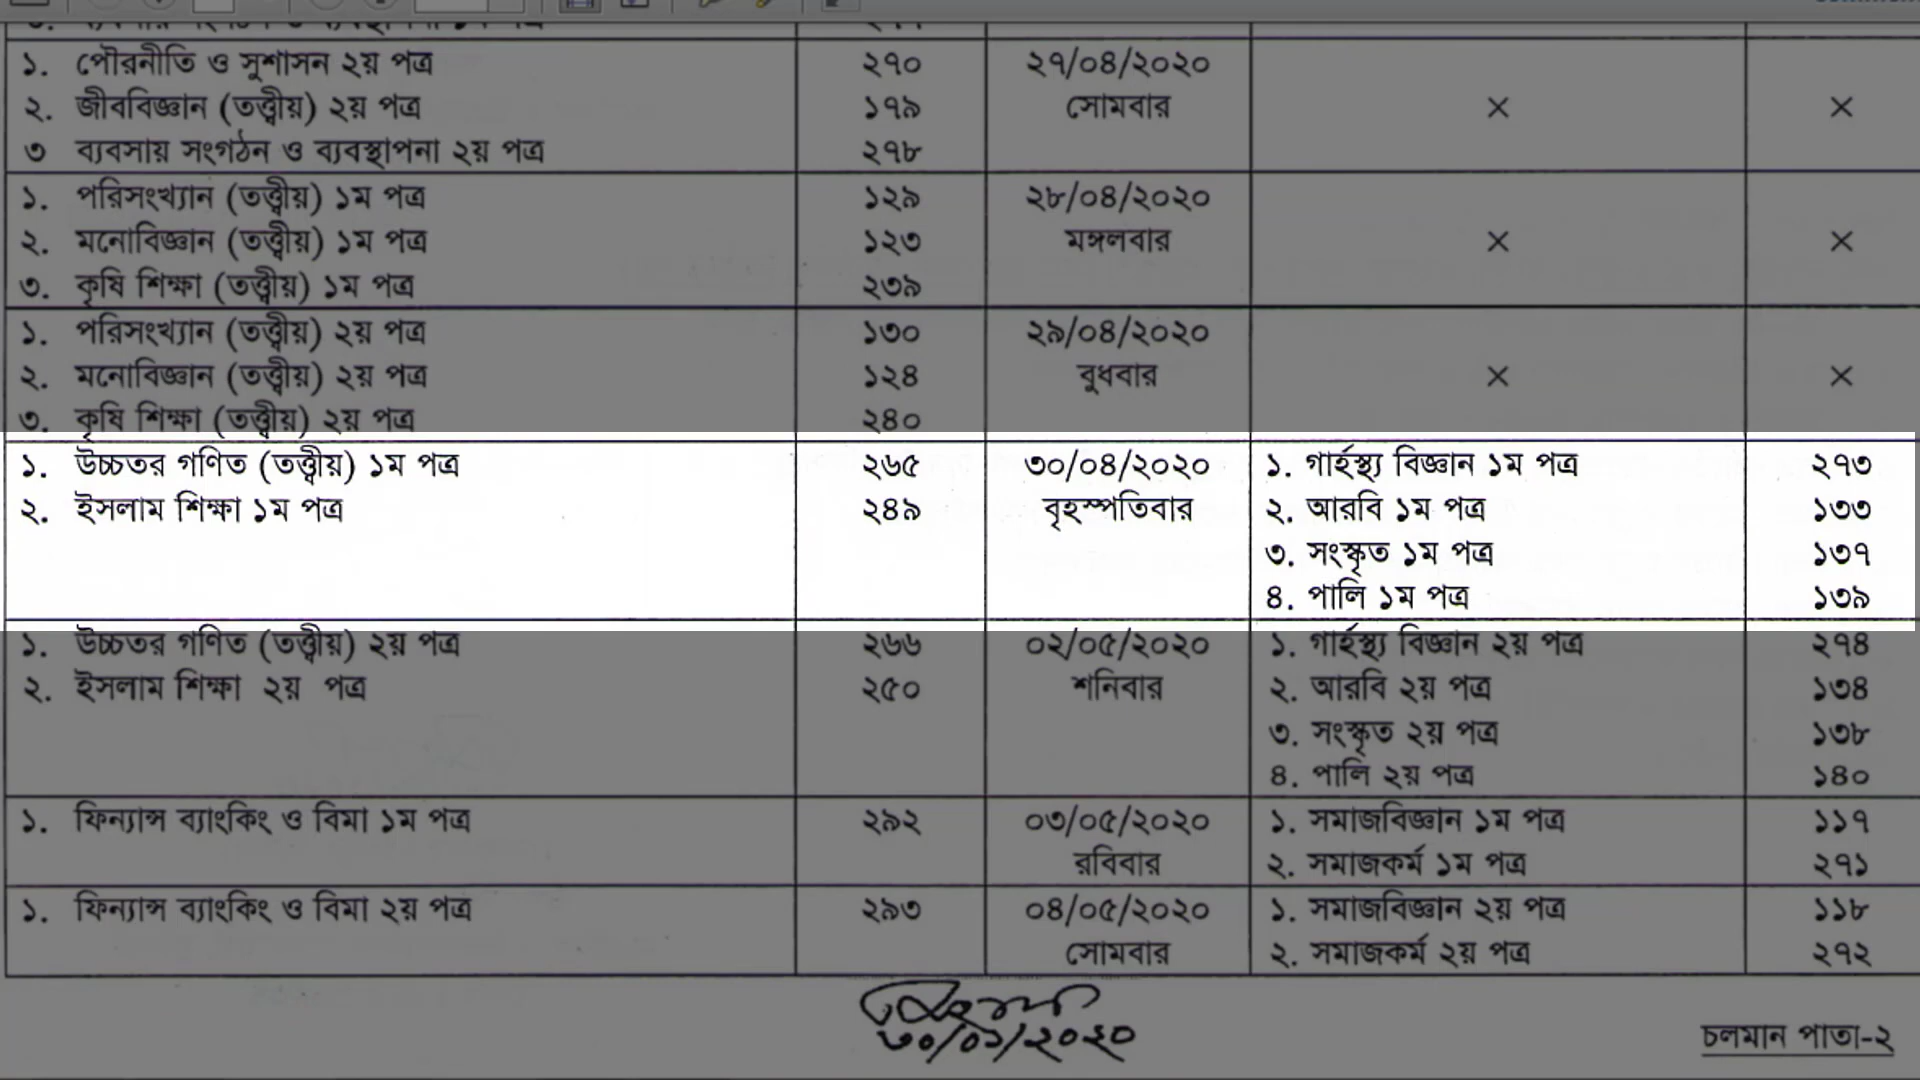 ১. পৌরনীতি ও সুশাসন ২য় পত্র ২৭০ ২৭/০৪/২০২০ × ×
২. জীববিজ্ঞান (তত্ত্বীয়) ২য় পত্র ১৭৯ সোমবার
৩ ব্যবসায় সংগঠন ও ব্যবস্থাপনা ২য় পত্র ২৭৮
১. পরিসংখ্যান (তত্ত্বীয়) ১ম পত্র ১২৯ ২৮/০৪/২০২০ × ×
২. মনোবিজ্ঞান (তত্ত্বীয়) ১ম পত্র ১২৩ মঙ্গলবার
৩. কৃষি শিক্ষা (তত্ত্বীয়) ১ম পত্র ২৩৯
১. পরিসংখ্যান (তত্ত্বীয়) ২য় পত্র ১৩০ ২৯/০৪/২০২০ × ×
২. মনোবিজ্ঞান (তত্ত্বীয়) ২য় পত্র ১২৪ বুধবার
৩. কৃষি শিক্ষা (তত্ত্বীয়) ২য় পত্র ২৪০
১. উচ্চতর গণিত (তত্ত্বীয়) ১ম পত্র ২৬৫ ৩০/০৪/২০২০ ১. গার্হস্থ্য বিজ্ঞান ১ম পত্র ২৭৩
২. ইসলাম শিক্ষা ১ম পত্র ২৪৯ বৃহস্পতিবার ২. আরবি ১ম পত্র ১৩৩
৩. সংস্কৃত ১ম পত্র ১৩৭
৪. পালি ১ম পত্র ১৩৯
১. উচ্চতর গণিত (তত্ত্বীয়) ২য় পত্র ২৬৬ ০২/০৫/২০২০ ১. গার্হস্থ্য বিজ্ঞান ২য় পত্র ২৭৪
২. ইসলাম শিক্ষা ২য় পত্র ২৫০ শনিবার ২. আরবি ২য় পত্র ১৩৪
৩. সংস্কৃত ২য় পত্র ১৩৮
৪. পালি ২য় পত্র ১৪০
১. ফিন্যান্স ব্যাংকিং ও বিমা ১ম পত্র ২৯২ ০৩/০৫/২০২০ ১. সমাজবিজ্ঞান ১ম পত্র ১১৭
রবিবার ২. সমাজকর্ম ১ম পত্র ২৭১
১. ফিন্যান্স ব্যাংকিং ও বিমা ২য় পত্র ২৯৩ ০৪/০৫/২০২০ ১. সমাজবিজ্ঞান ২য় পত্র ১১৮
সোমবার ২. সমাজকর্ম ২য় পত্র ২৭২
৩০/০১/২০২০
চলমান পাতা-২